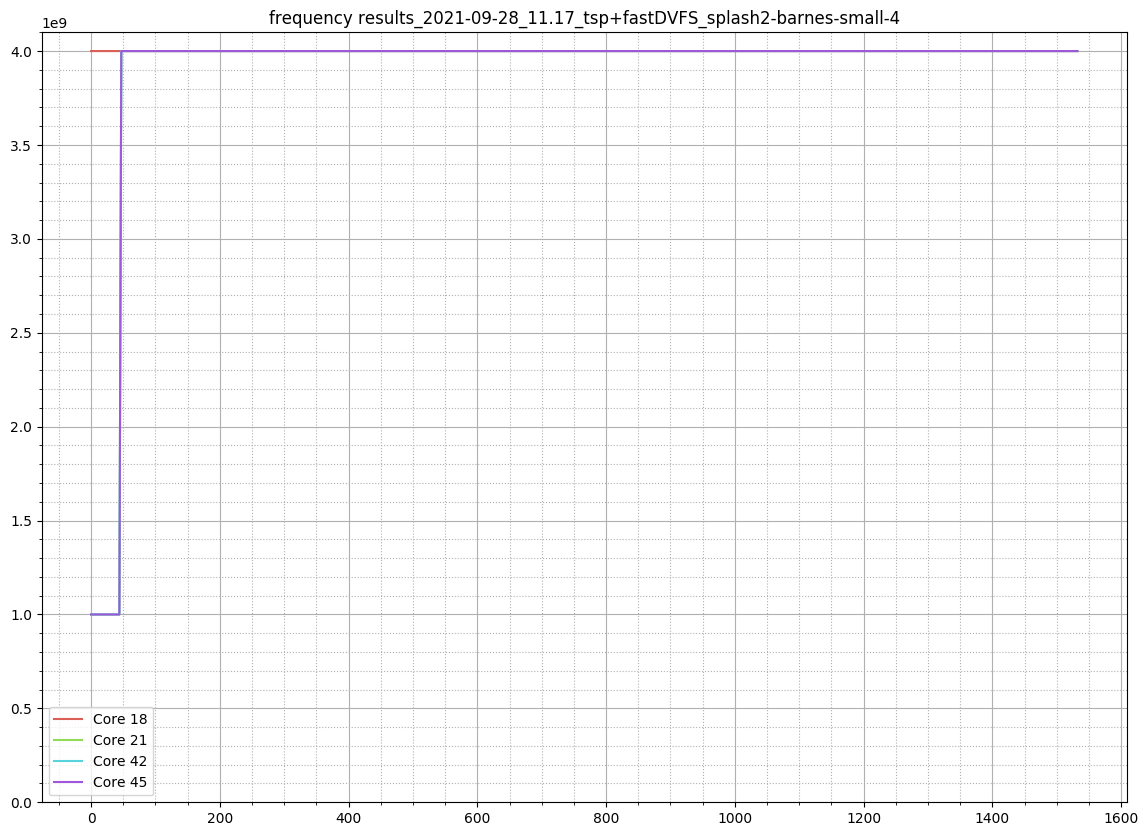 frequency results_2021-09-28_11.17_tsp+fastDVFS_splash2-barnes-small-4
1e9
4.0
3.5
3.0
2.5
2.0
1.5
1.0
0.5
0.0
Core 18
Core 21
Core 42
Core 45
0 200 400 600 800 1000 1200 1400 1600